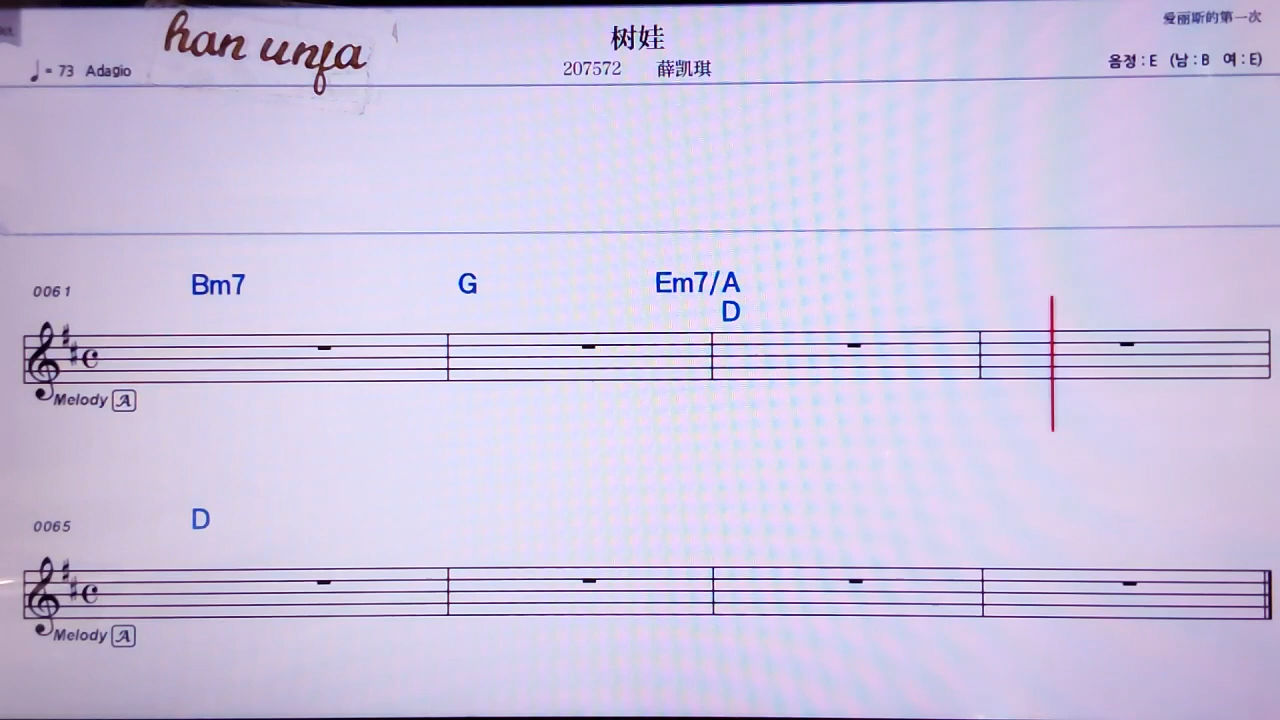 han unfa
树娃
爱丽斯的第一次
♩= 73 Adagio
207572 薛凯琪
음정 : E (남 : B 여 : E)
0061 Bm7 G Em7/A
D
Melody A
0065 D
Melody A